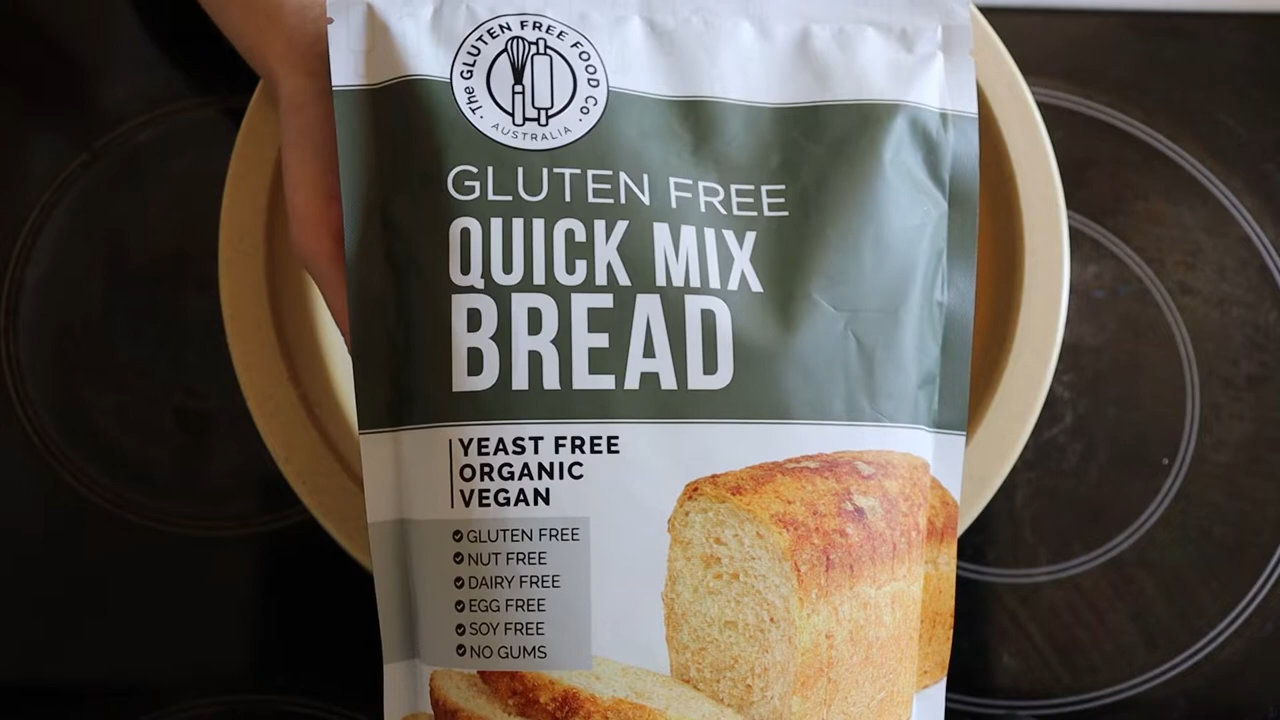 The GLUTEN FREE FOOD Co
AUSTRALIA
GLUTEN FREE
QUICK MIX
BREAD
YEAST FREE
ORGANIC
VEGAN
GLUTEN FREE
NUT FREE
DAIRY FREE
EGG FREE
SOY FREE
NO GUMS